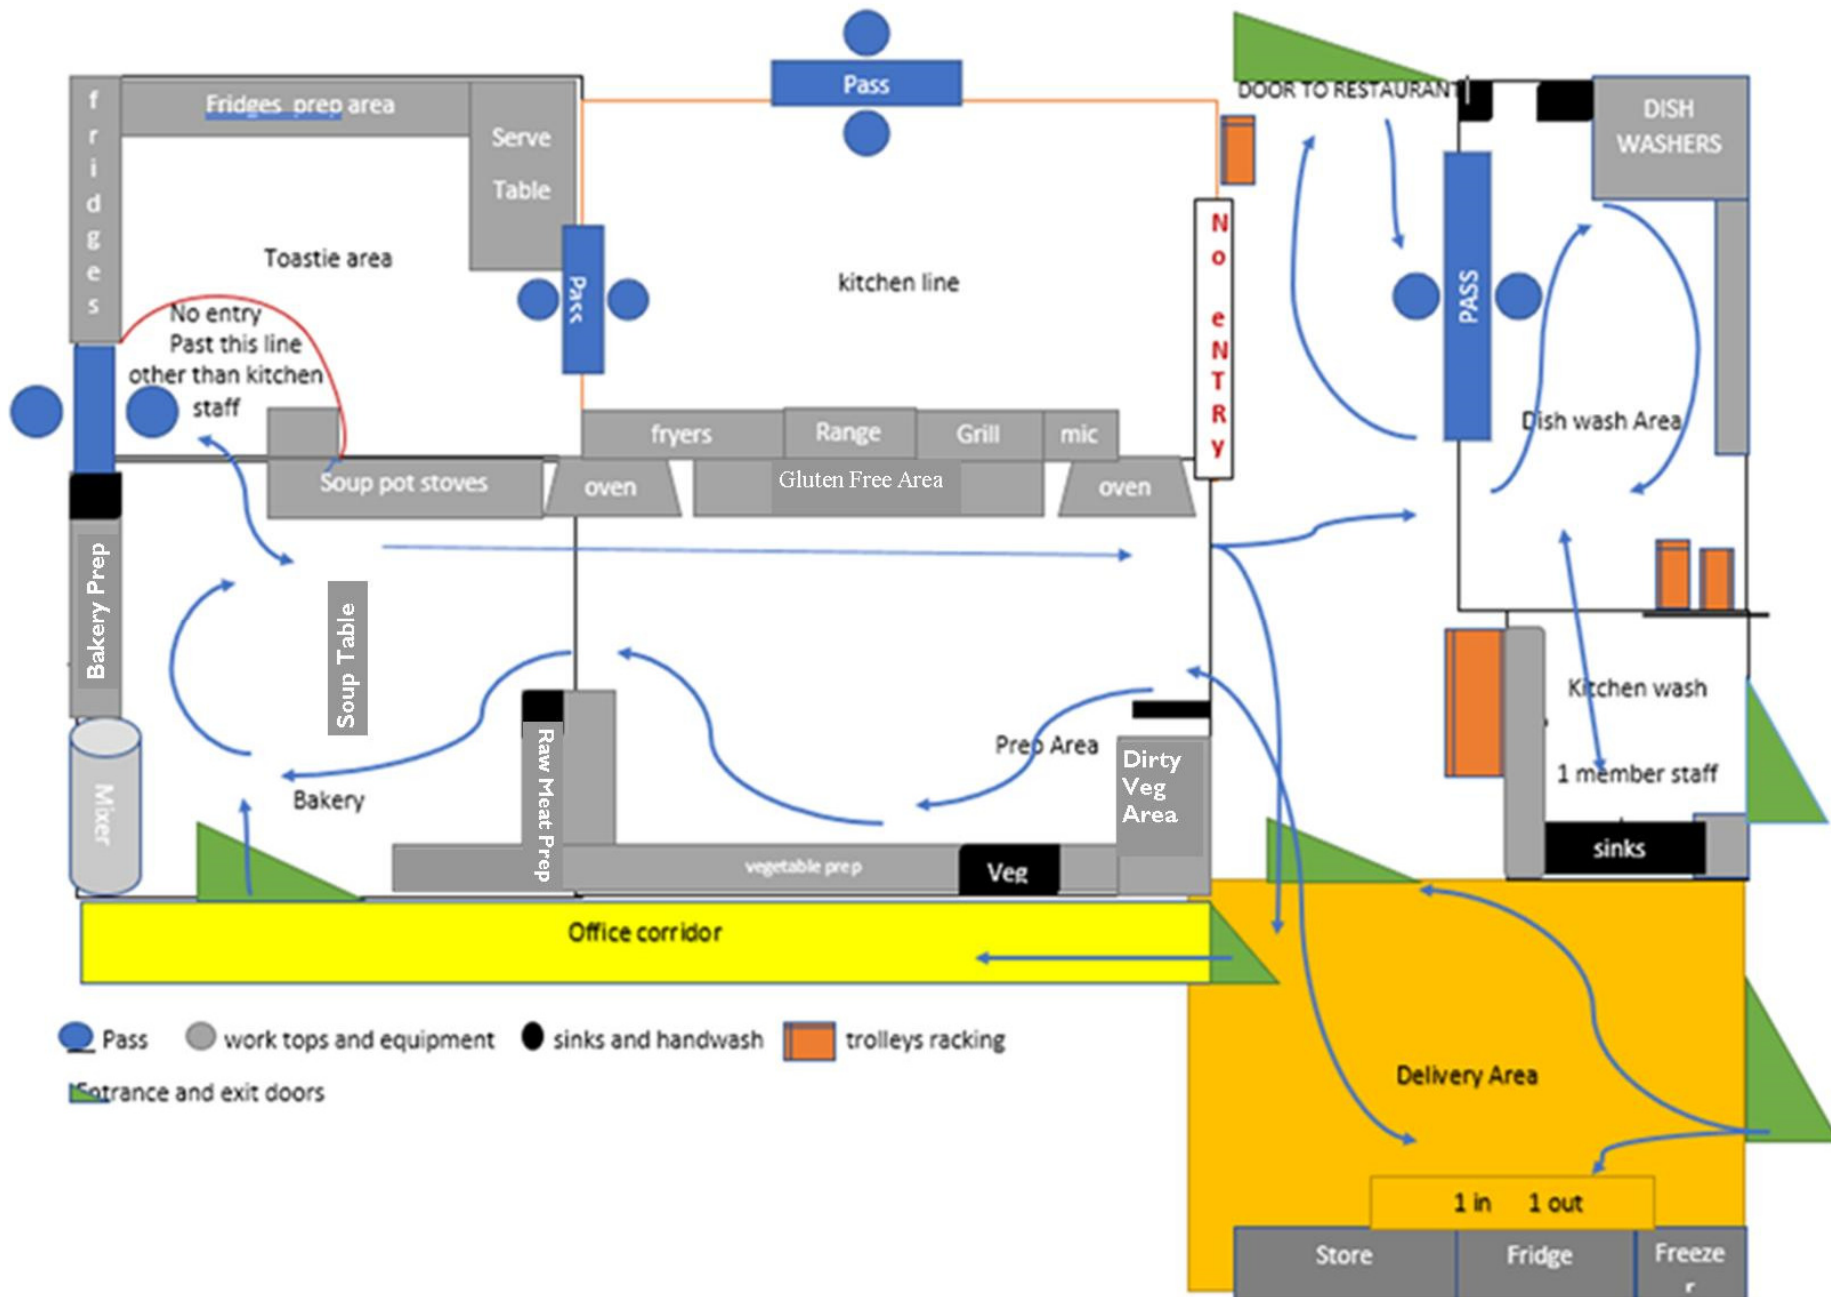 Pass
DOOR TO RESTAURANT
fridges
Fridges prep area
Serve
Table
DISH
WASHERS
Toastie area
Pass
kitchen line
No eNTRy
PASS
No entry
Past this line
other than kitchen
staff
Dish wash Area
fryers
Range
Grill
mic
Soup pot stoves
oven
Gluten Free Area
oven
Bakery Prep
Soup Table
Kitchen wash
1 member staff
Prep Area
Dirty
Veg
Area
Mixer
Bakery
Raw Meat Prep
vegetable prep
Veg
sinks
Office corridor
Pass
work tops and equipment
sinks and handwash
trolleys racking
Entrance and exit doors
Delivery Area
1 in 1 out
Store
Fridge
Freeze
r